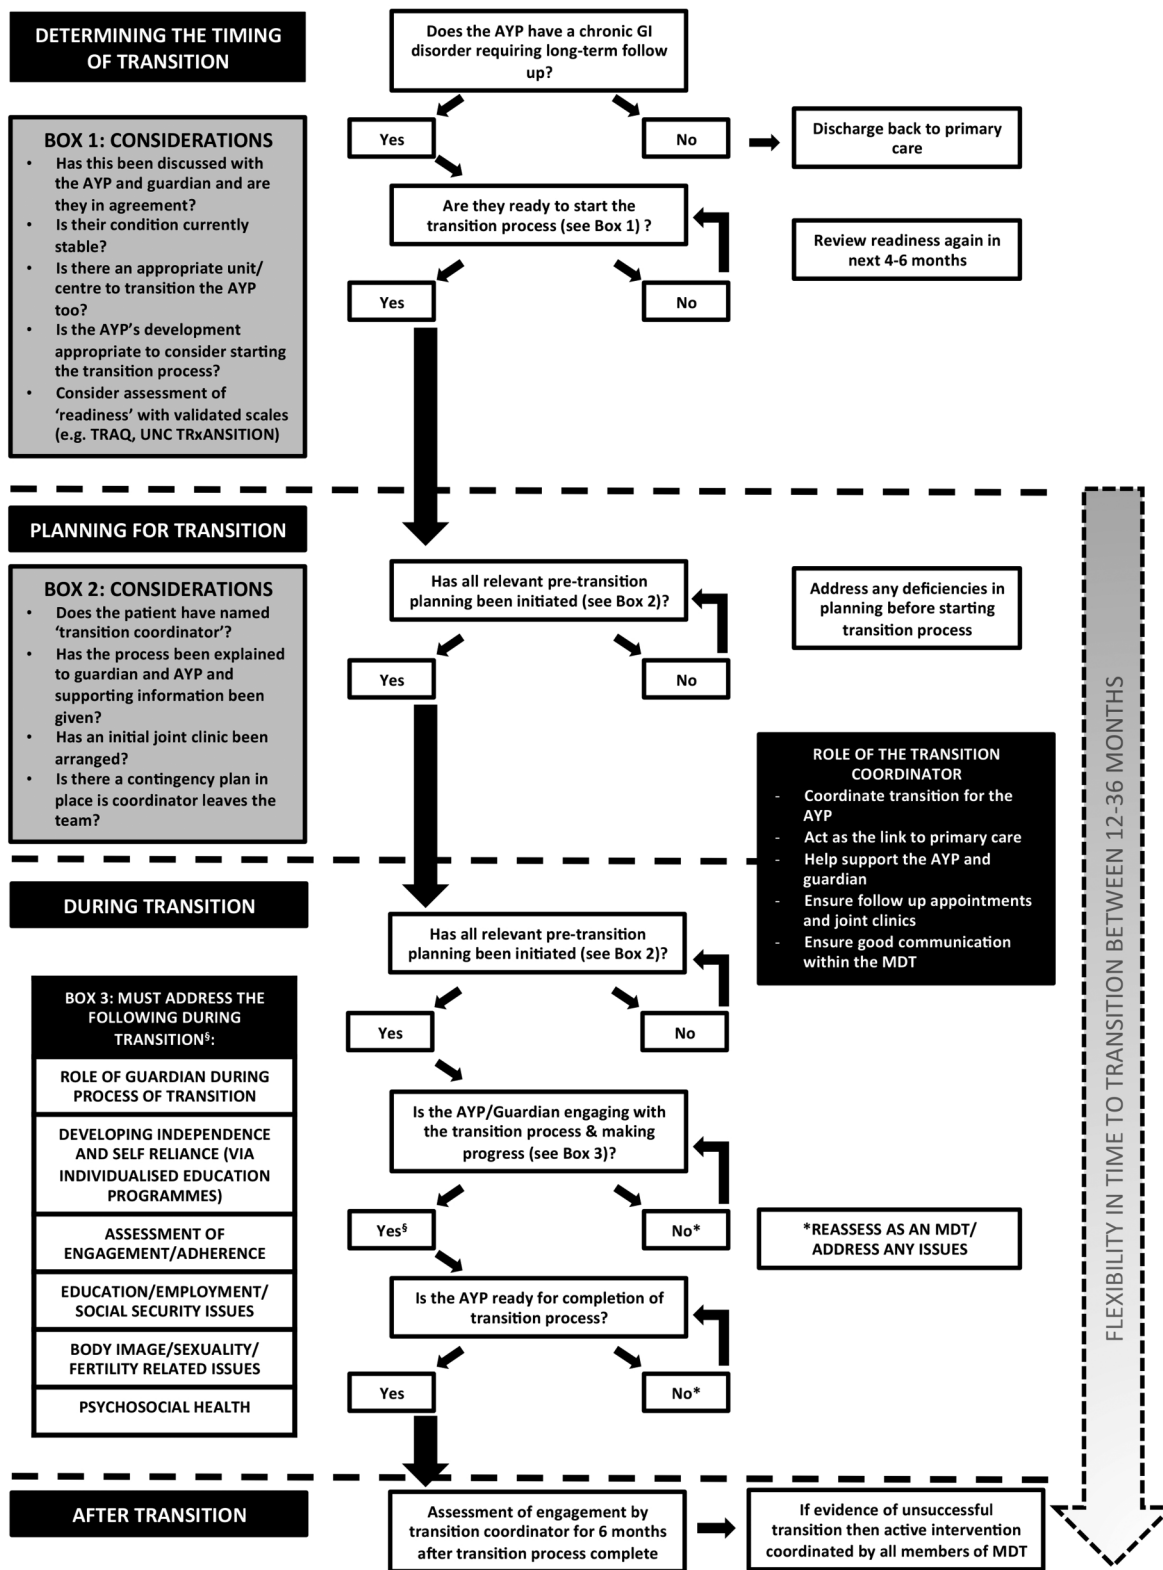 DETERMINING THE TIMING
OF TRANSITION
Does the AYP have a chronic GI
disorder requiring long-term follow
up?
Yes
No
Discharge back to primary
care
BOX 1: CONSIDERATIONS
• Has this been discussed with
the AYP and guardian and are
they in agreement?
• Is their condition currently
stable?
• Is there an appropriate unit/
centre to transition the AYP
too?
• Is the AYP's development
appropriate to consider starting
the transition process?
• Consider assessment of
'readiness' with validated scales
(e.g. TRAQ, UNC TRxANSITION)
Are they ready to start the
transition process (see Box 1) ?
Review readiness again in
next 4-6 months
Yes
No
PLANNING FOR TRANSITION
BOX 2: CONSIDERATIONS
• Does the patient have named
'transition coordinator'?
• Has the process been explained
to guardian and AYP and
supporting information been
given?
• Has an initial joint clinic been
arranged?
• Is there a contingency plan in
place is coordinator leaves the
team?
Has all relevant pre-transition
planning been initiated (see Box 2)?
Address any deficiencies in
planning before starting
transition process
Yes
No
ROLE OF THE TRANSITION
COORDINATOR
- Coordinate transition for the
AYP
- Act as the link to primary care
- Help support the AYP and
guardian
- Ensure follow up appointments
and joint clinics
- Ensure good communication
within the MDT
FLEXIBILITY IN TIME TO TRANSITION BETWEEN 12-36 MONTHS
DURING TRANSITION
Has all relevant pre-transition
planning been initiated (see Box 2)?
Yes
No
BOX 3: MUST ADDRESS THE
FOLLOWING DURING
TRANSITION§:
ROLE OF GUARDIAN DURING
PROCESS OF TRANSITION
DEVELOPING INDEPENDENCE
AND SELF RELIANCE (VIA
INDIVIDUALISED EDUCATION
PROGRAMMES)
ASSESSMENT OF
ENGAGEMENT/ADHERENCE
EDUCATION/EMPLOYMENT/
SOCIAL SECURITY ISSUES
BODY IMAGE/SEXUALITY/
FERTILITY RELATED ISSUES
PSYCHOSOCIAL HEALTH
Is the AYP/Guardian engaging with
the transition process & making
progress (see Box 3)?
Yes§
No*
*REASSESS AS AN MDT/
ADDRESS ANY ISSUES
Is the AYP ready for completion of
transition process?
Yes
No*
AFTER TRANSITION
Assessment of engagement by
transition coordinator for 6 months
after transition process complete
If evidence of unsuccessful
transition then active intervention
coordinated by all members of MDT